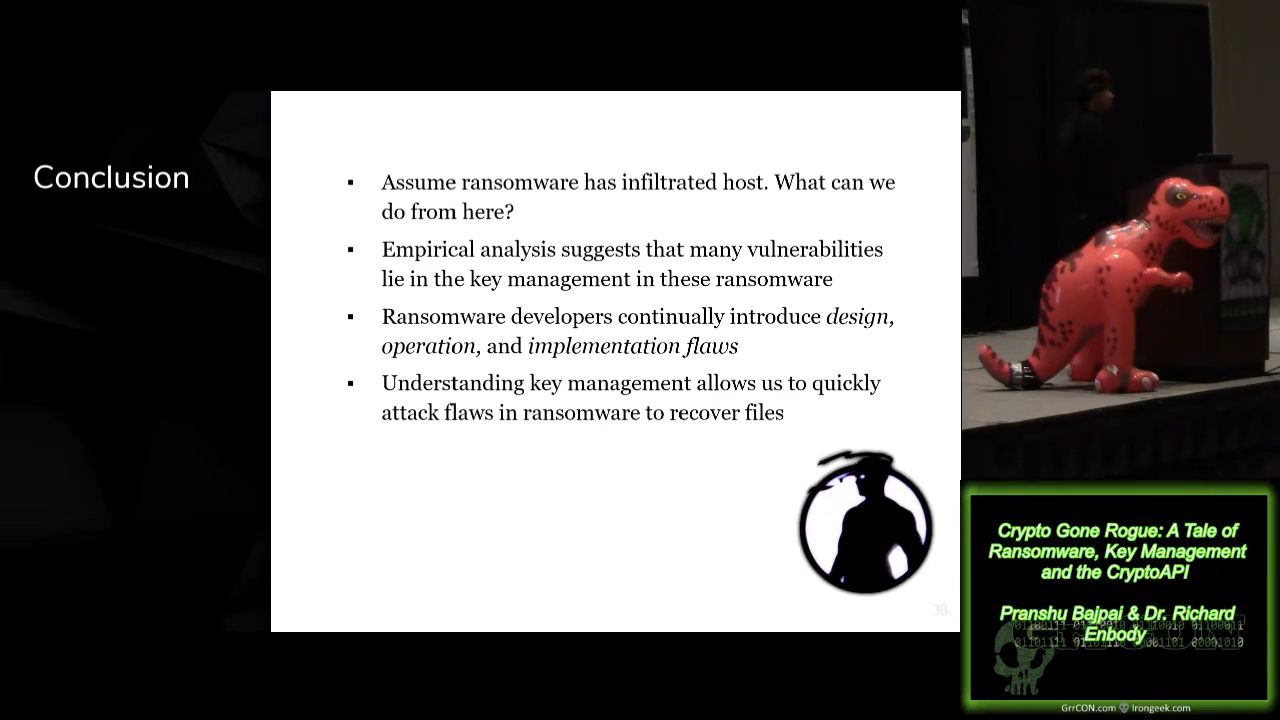 Conclusion
Assume ransomware has infiltrated host. What can we
do from here?
Empirical analysis suggests that many vulnerabilities
lie in the key management in these ransomware
Ransomware developers continually introduce design,
operation, and implementation flaws
Understanding key management allows us to quickly
attack flaws in ransomware to recover files
38
Crypto Gone Rogue: A Tale of
Ransomware, Key Management
and the CryptoAPI
Pranshu Bajpai & Dr. Richard
Enbody
GrrCON.com Irongeek.com